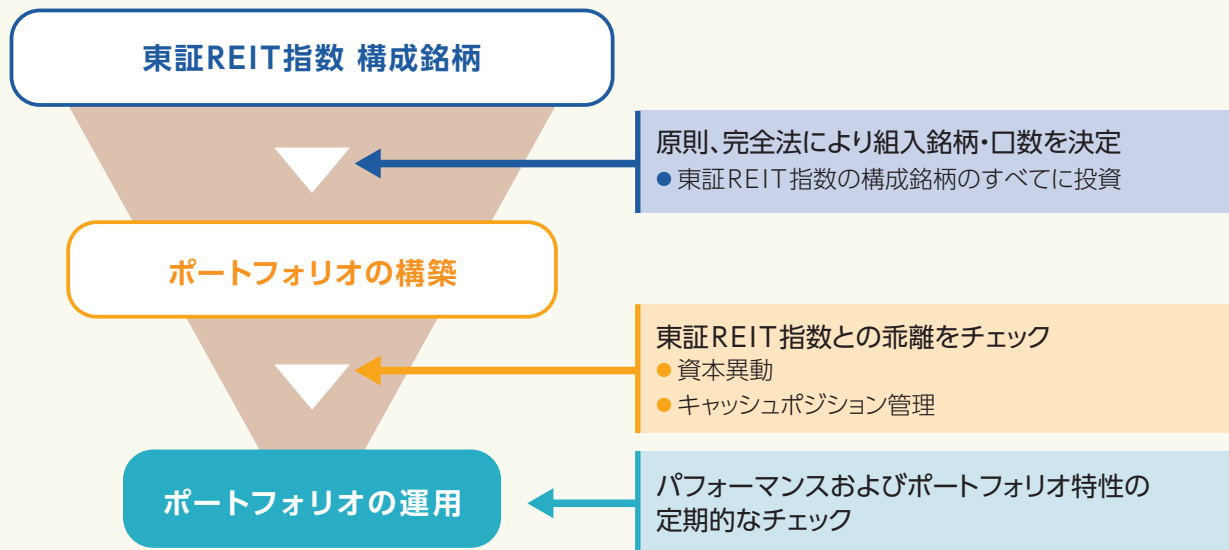 東証REIT指数 構成銘柄
原則、完全法により組入銘柄・口数を決定
● 東証REIT指数の構成銘柄のすべてに投資
ポートフォリオの構築
東証REIT指数との乖離をチェック
● 資本異動
● キャッシュポジション管理
ポートフォリオの運用
パフォーマンスおよびポートフォリオ特性の
定期的なチェック